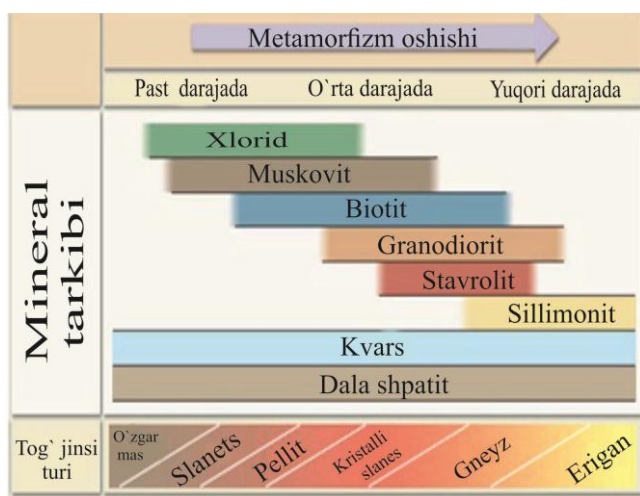 Metamorfizm oshishi
Past darajada O`rta darajada Yuqori darajada
Mineral
tarkibi
Xlorid
Muskovit
Biotit
Granodiorit
Stavrolit
Sillimonit
Kvars
Dala shpatit
Tog` jinsi
turi
O`zgar
mas
Slanets
Pellit
Kristalli
slanes
Gneyz
Erigan